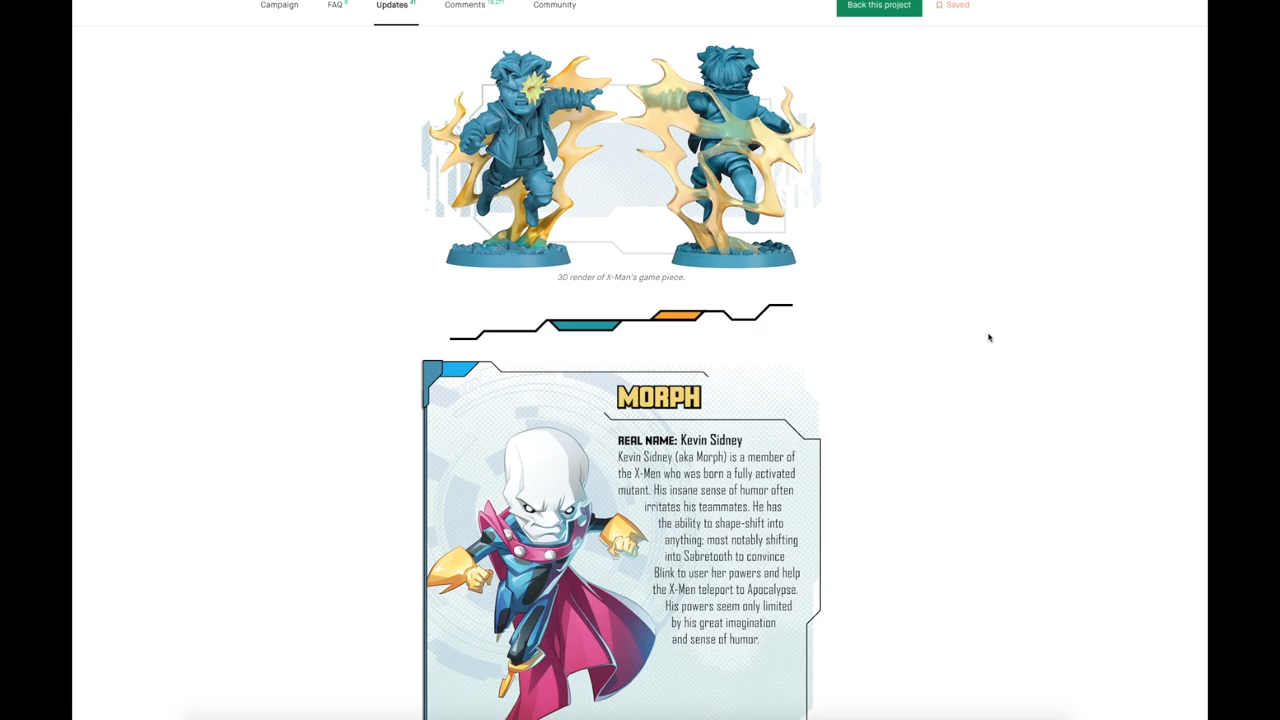 Campaign FAQ 8 Updates 41 Comments 16,271 Community Back this project Saved
3D render of X-Man's game piece.
MORPH
REAL NAME: Kevin Sidney
Kevin Sidney (aka Morph) is a member of
the X-Men who was born a fully activated
mutant. His insane sense of humor often
irritates his teammates. He has
the ability to shape-shift into
anything; most notably shifting
into Sabretooth to convince
Blink to user her powers and help
the X-Men teleport to Apocalypse.
His powers seem only limited
by his great imagination
and sense of humor.